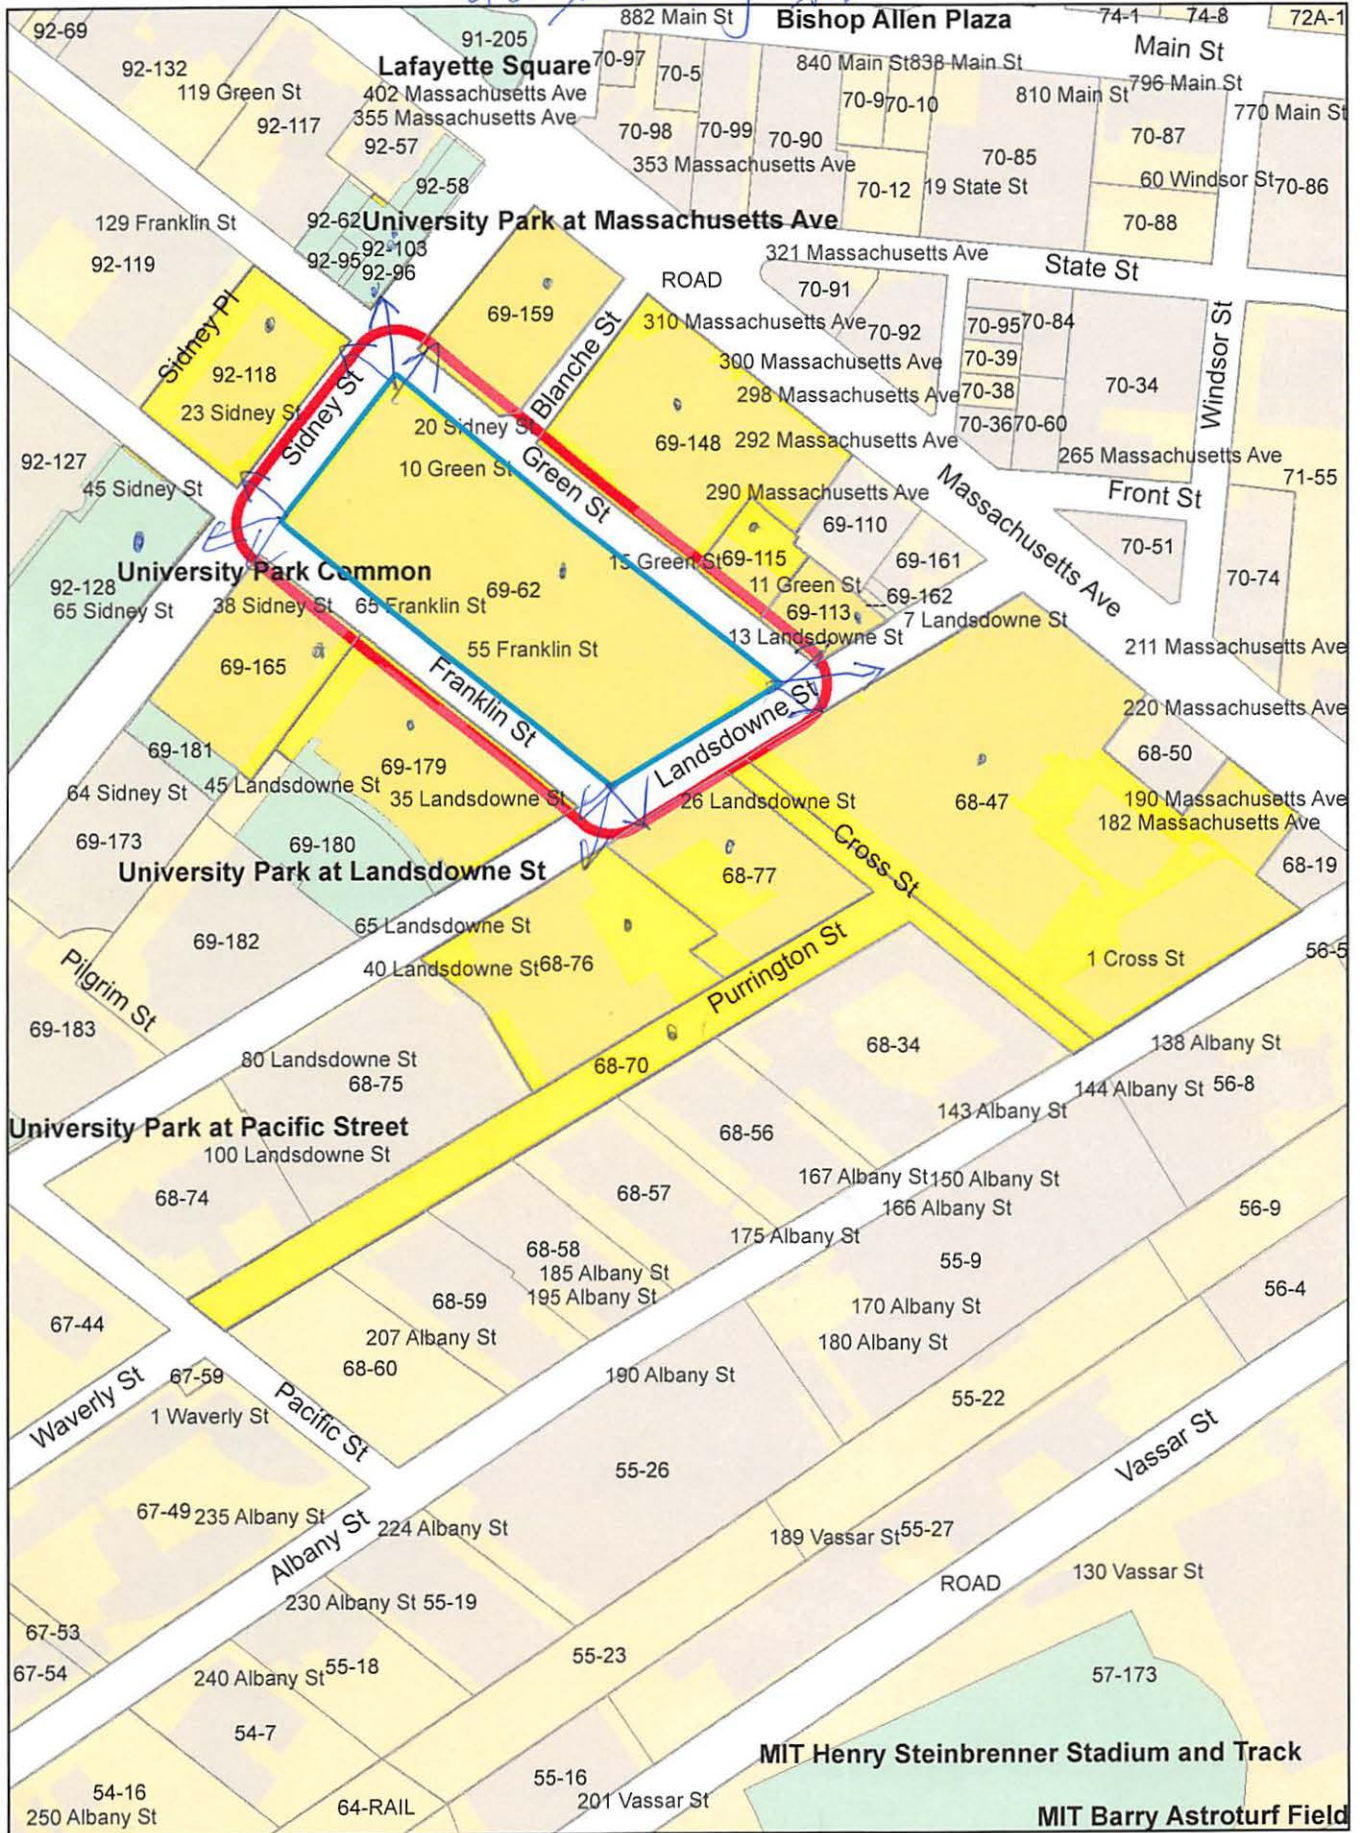 882 Main St
Bishop Allen Plaza
74-1
74-8
72A-1
92-69
91-205
Main St
92-132
Lafayette Square
70-97
70-5
840 Main St
838 Main St
796 Main St
119 Green St
402 Massachusetts Ave
70-9
70-10
810 Main St
770 Main St
92-117
355 Massachusetts Ave
92-57
70-98
70-99
70-90
70-87
353 Massachusetts Ave
70-85
92-58
70-12
19 State St
60 Windsor St
70-86
129 Franklin St
92-62
University Park at Massachusetts Ave
70-88
92-103
92-95
92-96
92-119
321 Massachusetts Ave
State St
ROAD
70-91
Sidney Pl
69-159
310 Massachusetts Ave
70-92
70-95
70-84
Windsor St
Blanche St
300 Massachusetts Ave
70-39
92-118
298 Massachusetts Ave
70-38
70-34
23 Sidney St
Sidney St
20 Sidney St
69-148
292 Massachusetts Ave
70-36
70-60
265 Massachusetts Ave
92-127
10 Green St
Green St
71-55
45 Sidney St
290 Massachusetts Ave
Massachusetts Ave
Front St
69-110
70-51
15 Green St
69-115
69-161
University Park Common
70-74
92-128
65 Sidney St
38 Sidney St
65 Franklin St
69-62
11 Green St
69-162
69-113
7 Landsdowne St
13 Landsdowne St
55 Franklin St
211 Massachusetts Ave
69-165
Franklin St
Landsdowne St
220 Massachusetts Ave
69-181
68-50
69-179
64 Sidney St
45 Landsdowne St
35 Landsdowne St
26 Landsdowne St
68-47
190 Massachusetts Ave
182 Massachusetts Ave
69-173
69-180
Cross St
University Park at Landsdowne St
68-77
68-19
65 Landsdowne St
69-182
Pilgrim St
40 Landsdowne St
68-76
Purrington St
1 Cross St
56-5
69-183
68-34
138 Albany St
80 Landsdowne St
68-75
68-70
144 Albany St
56-8
143 Albany St
University Park at Pacific Street
68-56
100 Landsdowne St
167 Albany St
150 Albany St
68-74
68-57
166 Albany St
56-9
175 Albany St
68-58
185 Albany St
55-9
195 Albany St
68-59
170 Albany St
56-4
67-44
207 Albany St
180 Albany St
67-59
68-60
190 Albany St
55-22
Waverly St
1 Waverly St
Pacific St
Vassar St
55-26
67-49
235 Albany St
Albany St
224 Albany St
189 Vassar St
55-27
ROAD
130 Vassar St
230 Albany St
55-19
67-53
55-23
67-54
240 Albany St
55-18
57-173
54-7
MIT Henry Steinbrenner Stadium and Track
54-16
55-16
250 Albany St
64-RAIL
201 Vassar St
MIT Barry Astroturf Field